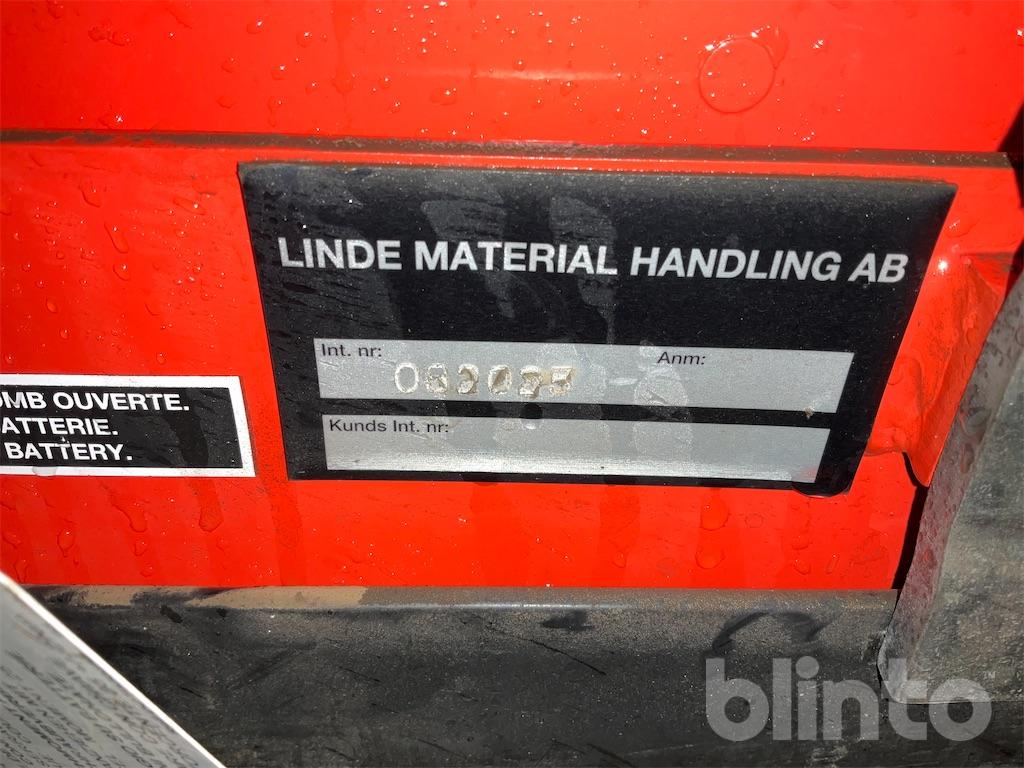 LINDE MATERIAL HANDLING AB
Int. nr: Anm:
Kunds Int. nr:
OMB OUVERTE.
ATTERIE.
BATTERY.
blinto